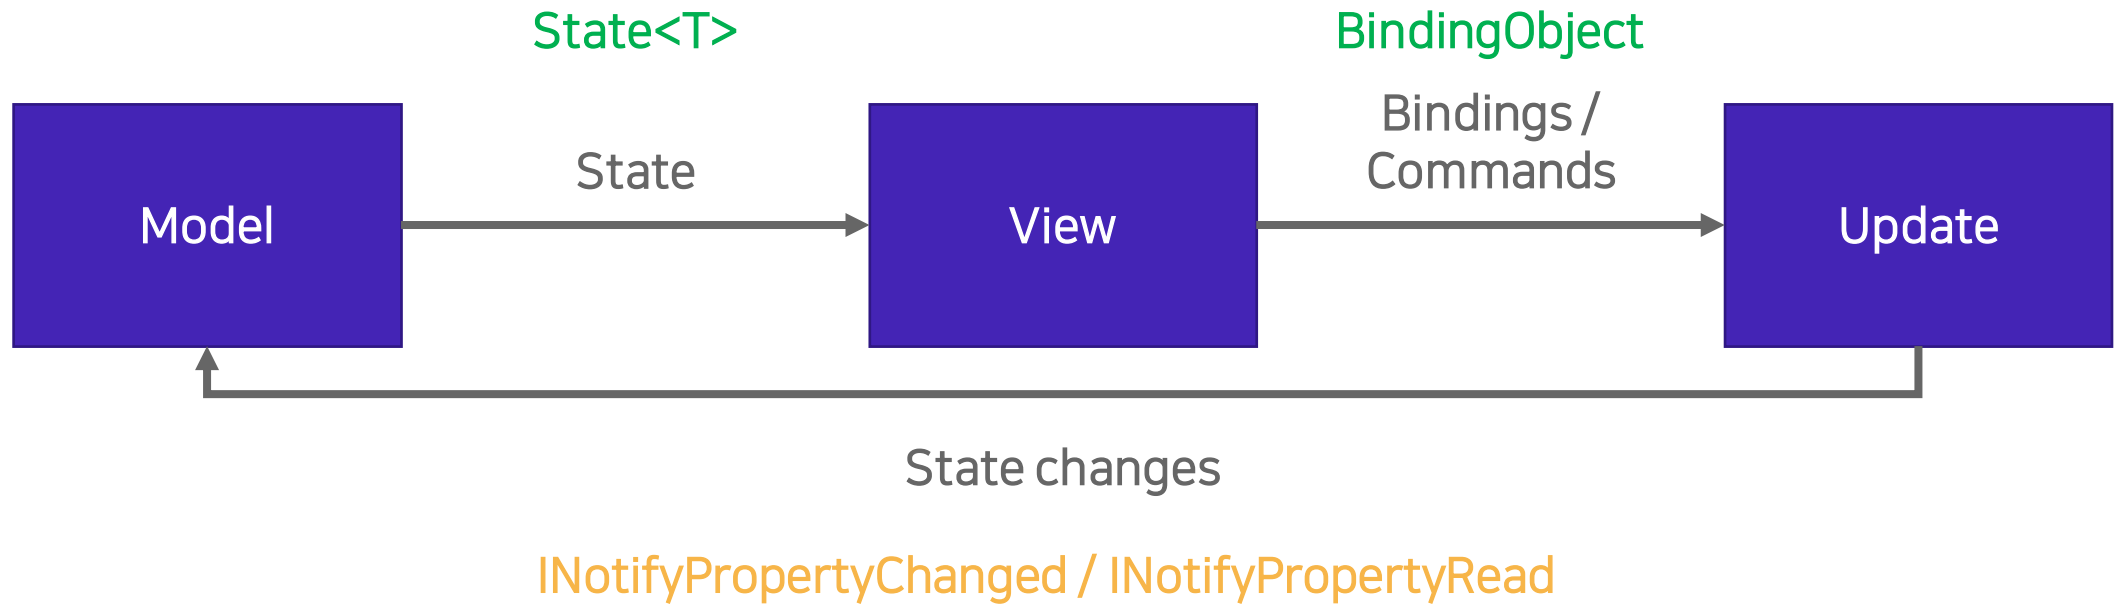 State<T>
BindingObject
Bindings /
Commands
State
Model
View
Update
State changes
INotifyPropertyChanged / INotifyPropertyRead